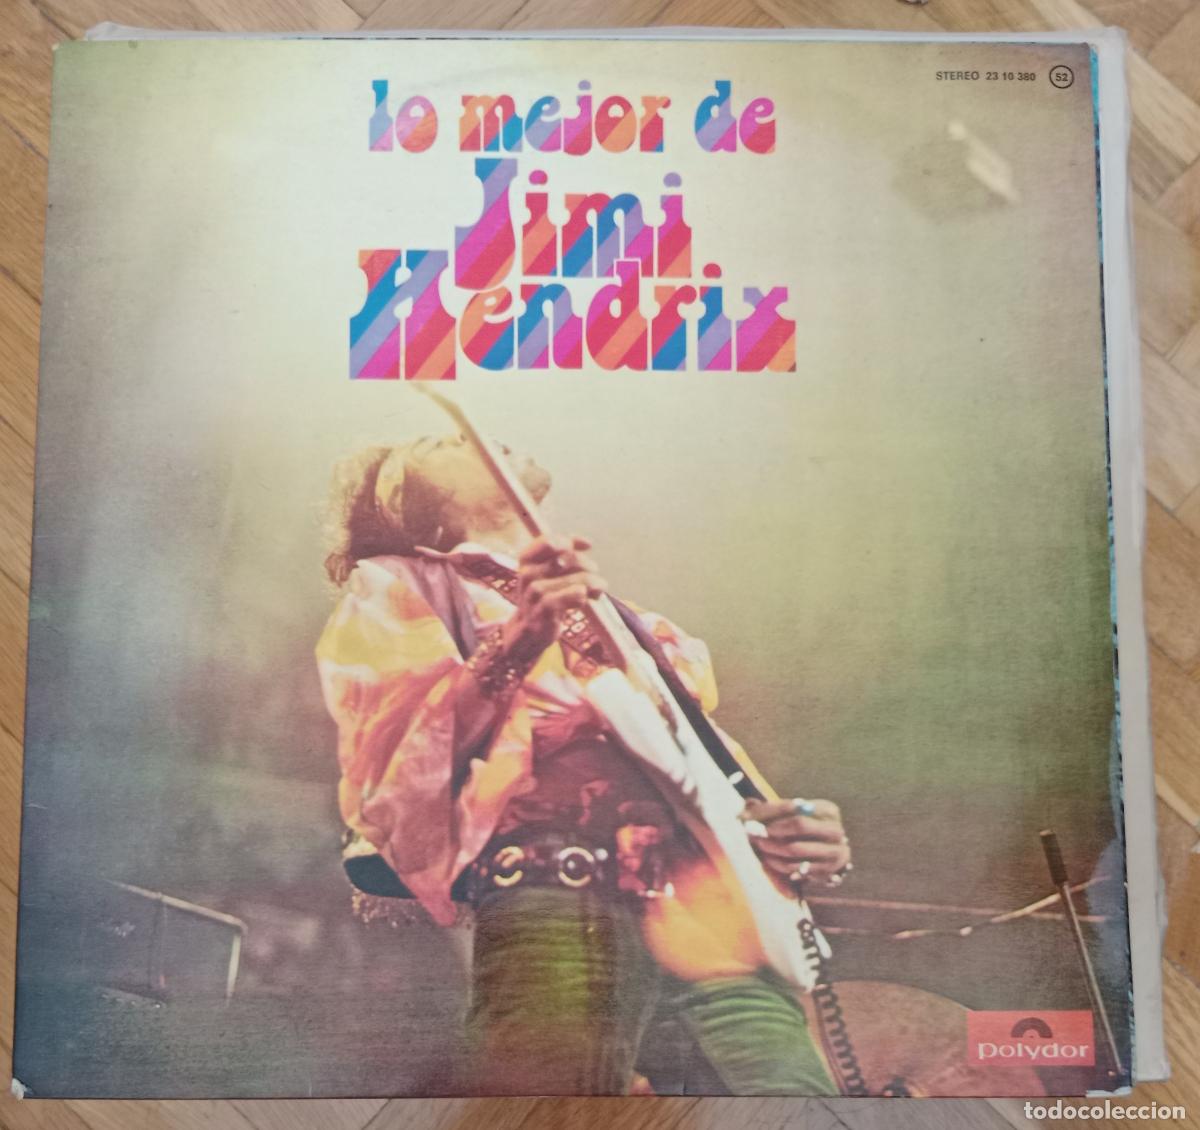 STEREO 23 10 380 52
lo mejor de
Jimi
Hendrix
polydor
todocoleccion